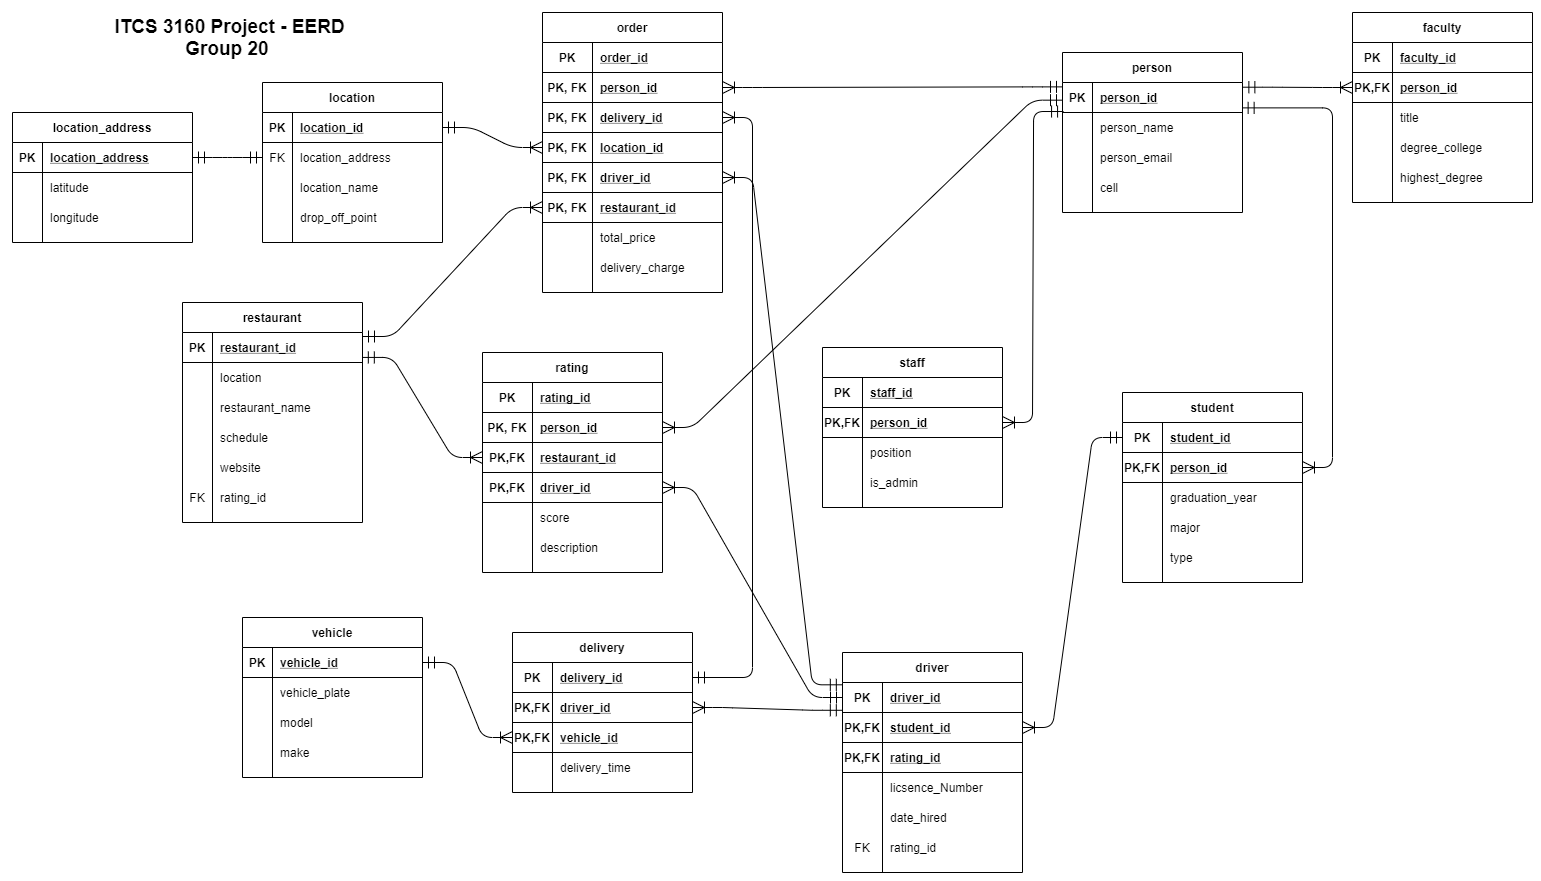 ITCS 3160 Project - EERD
Group 20
order
PK order_id
PK, FK person_id
PK, FK delivery_id
PK, FK location_id
PK, FK driver_id
PK, FK restaurant_id
total_price
delivery_charge
person
PK person_id
person_name
person_email
cell
faculty
PK faculty_id
PK,FK person_id
title
degree_college
highest_degree
location
PK location_id
FK location_address
location_name
drop_off_point
location_address
PK location_address
latitude
longitude
restaurant
PK restaurant_id
location
restaurant_name
schedule
website
FK rating_id
rating
PK rating_id
PK, FK person_id
PK,FK restaurant_id
PK,FK driver_id
score
description
staff
PK staff_id
PK,FK person_id
position
is_admin
student
PK student_id
PK,FK person_id
graduation_year
major
type
vehicle
PK vehicle_id
vehicle_plate
model
make
delivery
PK delivery_id
PK,FK driver_id
PK,FK vehicle_id
delivery_time
driver
PK driver_id
PK,FK student_id
PK,FK rating_id
licsence_Number
date_hired
FK rating_id